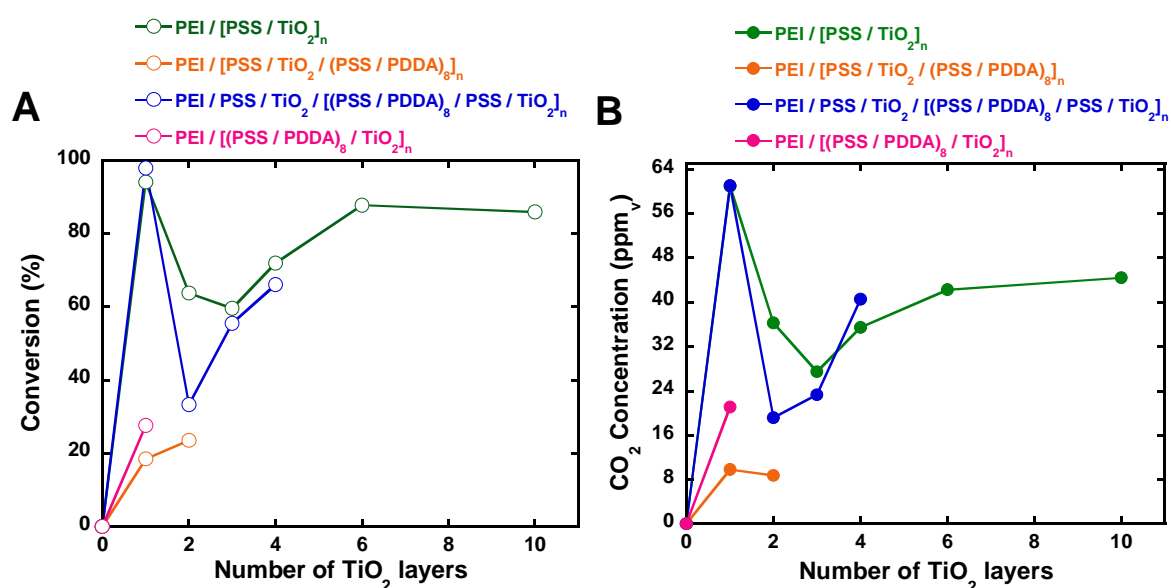 A
PEI / [PSS / TiO₂]ₙ
PEI / [PSS / TiO₂ / (PSS / PDDA)₈]ₙ
PEI / PSS / TiO₂ / [(PSS / PDDA)₈ / PSS / TiO₂]ₙ
PEI / [(PSS / PDDA)₈ / TiO₂]ₙ
Conversion (%)
100
80
60
40
20
0
0 2 4 6 8 10
Number of TiO₂ layers
B
PEI / [PSS / TiO₂]ₙ
PEI / [PSS / TiO₂ / (PSS / PDDA)₈]ₙ
PEI / PSS / TiO₂ / [(PSS / PDDA)₈ / PSS / TiO₂]ₙ
PEI / [(PSS / PDDA)₈ / TiO₂]ₙ
CO₂ Concentration (ppmᵥ)
64
56
48
40
32
24
16
8
0
0 2 4 6 8 10
Number of TiO₂ layers